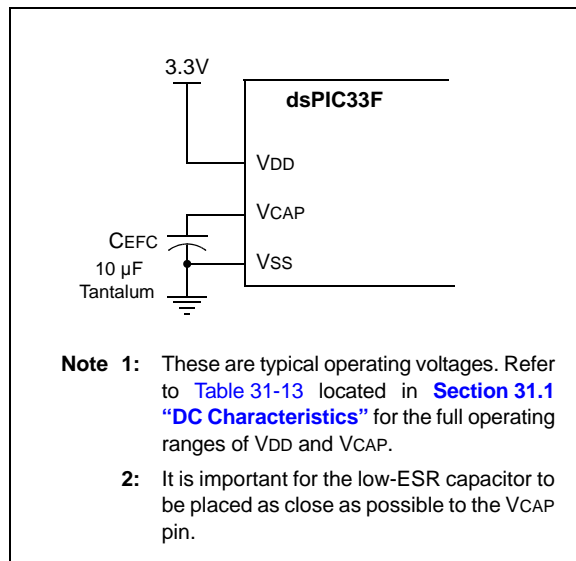 3.3V
dsPIC33F
VDD
VCAP
CEFC
VSS
10 µF
Tantalum
Note 1: These are typical operating voltages. Refer
to Table 31-13 located in Section 31.1
“DC Characteristics” for the full operating
ranges of VDD and VCAP.
2: It is important for the low-ESR capacitor to
be placed as close as possible to the VCAP
pin.